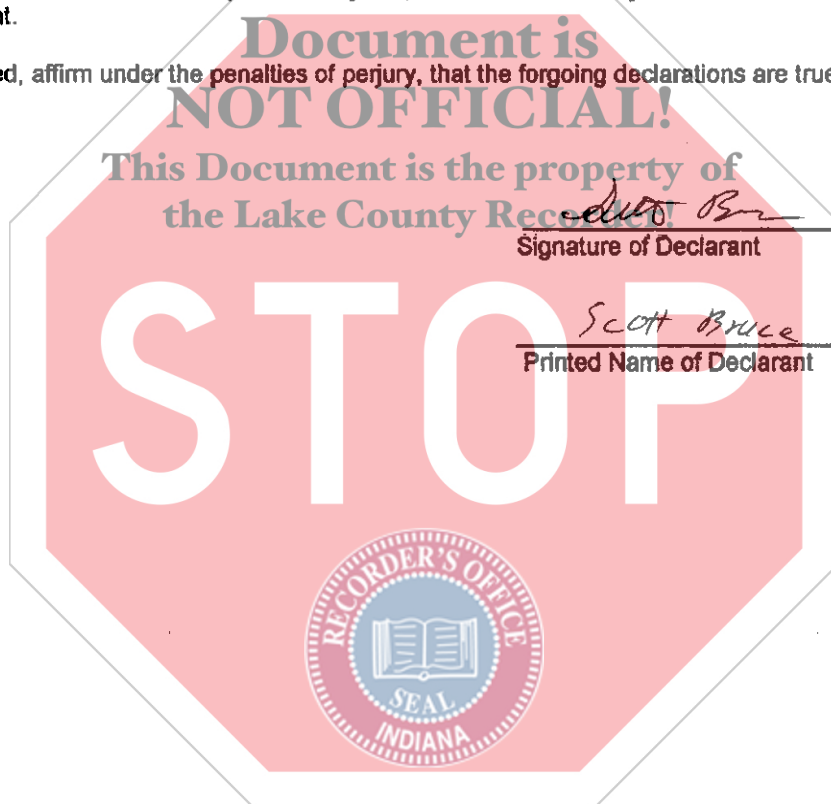 nt.
Document is
ed, affirm under the penalties of perjury, that the forgoing declarations are true
NOT OFFICIAL!
This Document is the property of
the Lake County Recorder!
Signature of Declarant
Scott Bruce
Printed Name of Declarant
STOP
RECORDER'S OFFICE
SEAL
INDIANA